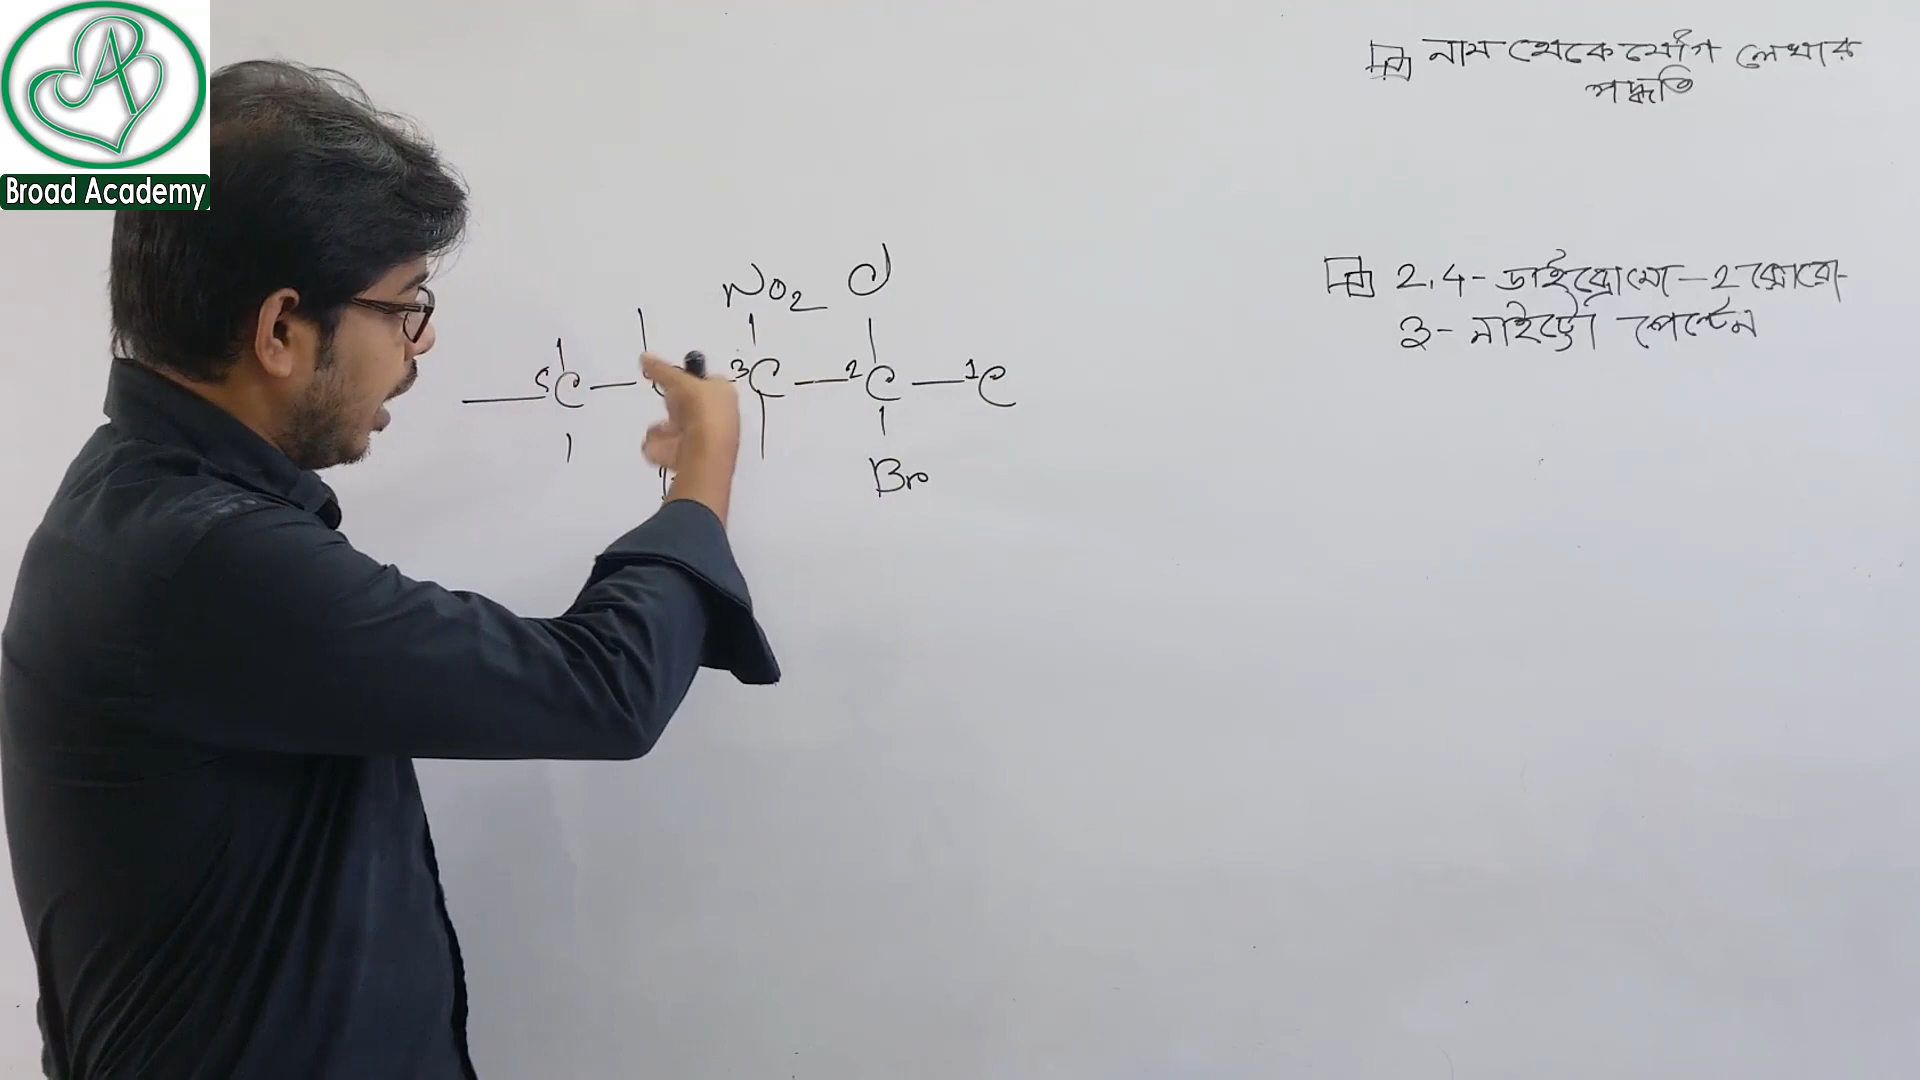 Broad Academy
নাম থেকে যৌগ লেখার
পদ্ধতি
2,4- ডাইব্রোমো-2 ক্লোরো-
3- নাইট্রো পেন্টেন
NO2 Cl
5C 3C 2C 1C
Br